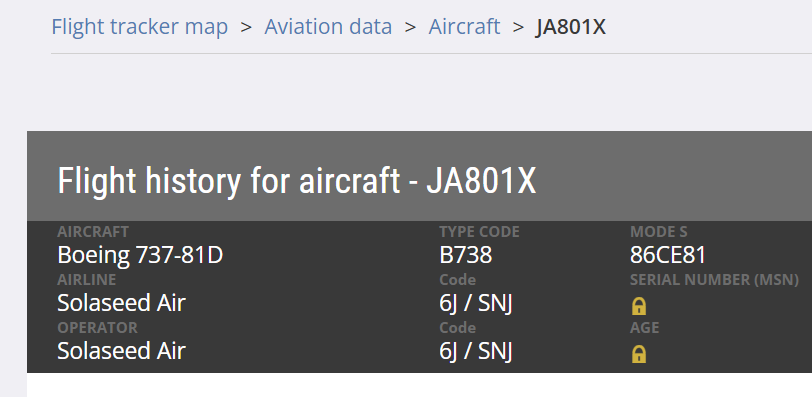 Flight tracker map > Aviation data > Aircraft > JA801X
Flight history for aircraft - JA801X
AIRCRAFT TYPE CODE MODE S
Boeing 737-81D B738 86CE81
AIRLINE Code SERIAL NUMBER (MSN)
Solaseed Air 6J / SNJ
OPERATOR Code AGE
Solaseed Air 6J / SNJ